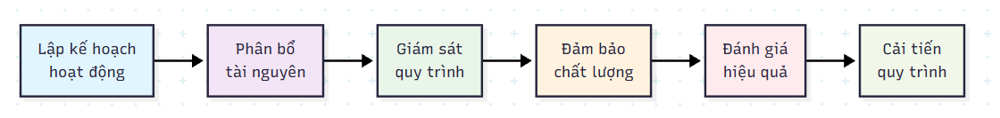 Lập kế hoạch
hoạt động
Phân bổ
tài nguyên
Giám sát
quy trình
Đảm bảo
chất lượng
Đánh giá
hiệu quả
Cải tiến
quy trình